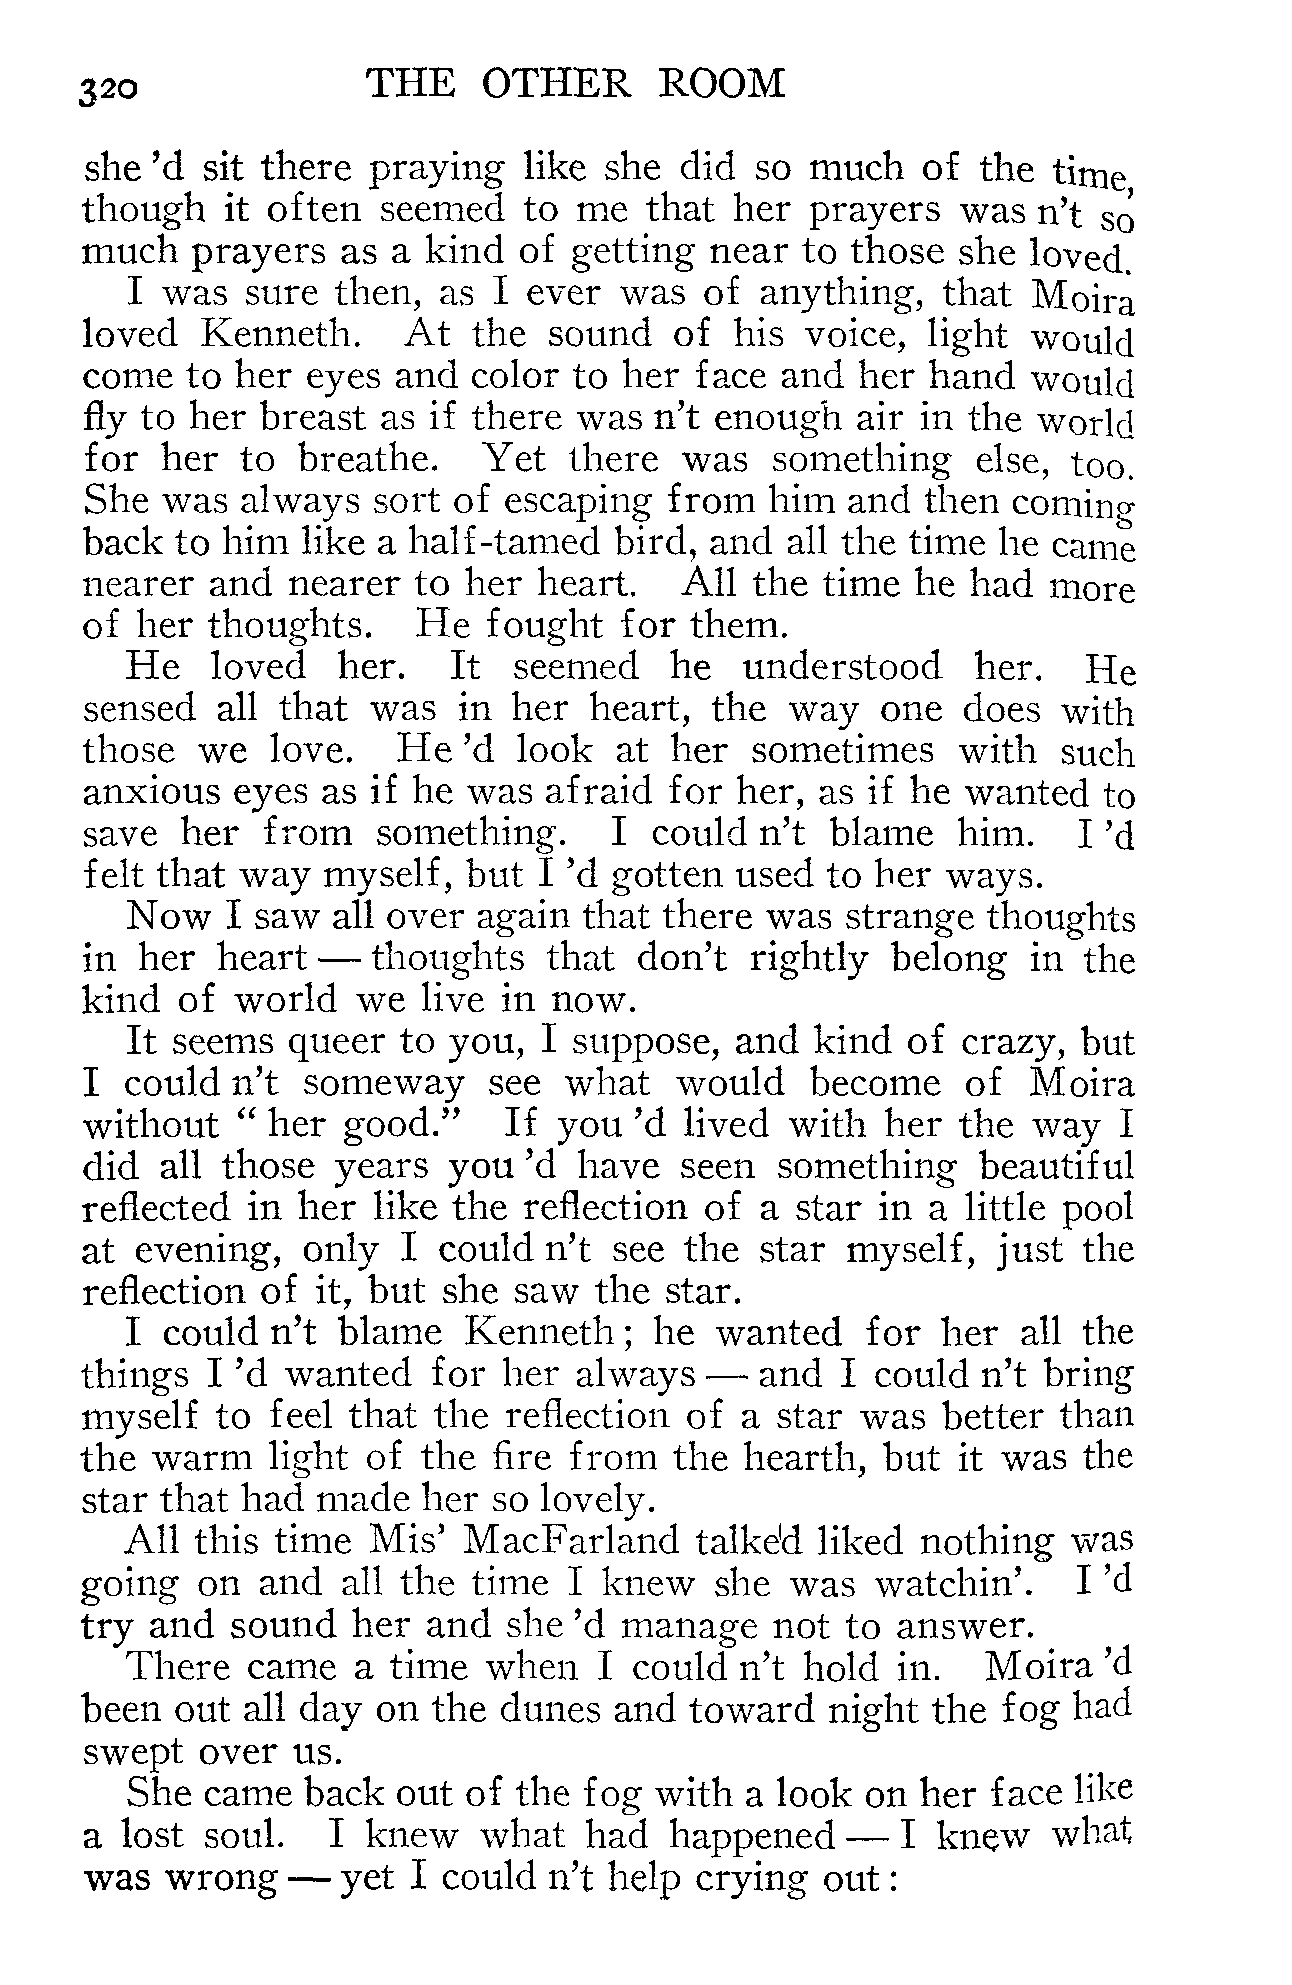 320 THE OTHER ROOM
she 'd sit there praying like she did so much of the time,
though it often seemed to me that her prayers was n't so
much prayers as a kind of getting near to those she loved.
I was sure then, as I ever was of anything, that Moira
loved Kenneth. At the sound of his voice, light would
come to her eyes and color to her face and her hand would
fly to her breast as if there was n't enough air in the world
for her to breathe. Yet there was something else, too.
She was always sort of escaping from him and then coming
back to him like a half-tamed bird, and all the time he came
nearer and nearer to her heart. All the time he had more
of her thoughts. He fought for them.
He loved her. It seemed he understood her. He
sensed all that was in her heart, the way one does with
those we love. He 'd look at her sometimes with such
anxious eyes as if he was afraid for her, as if he wanted to
save her from something. I could n't blame him. I 'd
felt that way myself, but I 'd gotten used to her ways.
Now I saw all over again that there was strange thoughts
in her heart — thoughts that don't rightly belong in the
kind of world we live in now.
It seems queer to you, I suppose, and kind of crazy, but
I could n't someway see what would become of Moira
without " her good." If you 'd lived with her the way I
did all those years you 'd have seen something beautiful
reflected in her like the reflection of a star in a little pool
at evening, only I could n't see the star myself, just the
reflection of it, but she saw the star.
I could n't blame Kenneth; he wanted for her all the
things I 'd wanted for her always — and I could n't bring
myself to feel that the reflection of a star was better than
the warm light of the fire from the hearth, but it was the
star that had made her so lovely.
All this time Mis' MacFarland talke'd liked nothing was
going on and all the time I knew she was watchin'. I 'd
try and sound her and she 'd manage not to answer.
There came a time when I could n't hold in. Moira 'd
been out all day on the dunes and toward night the fog had
swept over us.
She came back out of the fog with a look on her face like
a lost soul. I knew what had happened — I knew what
was wrong — yet I could n't help crying out: